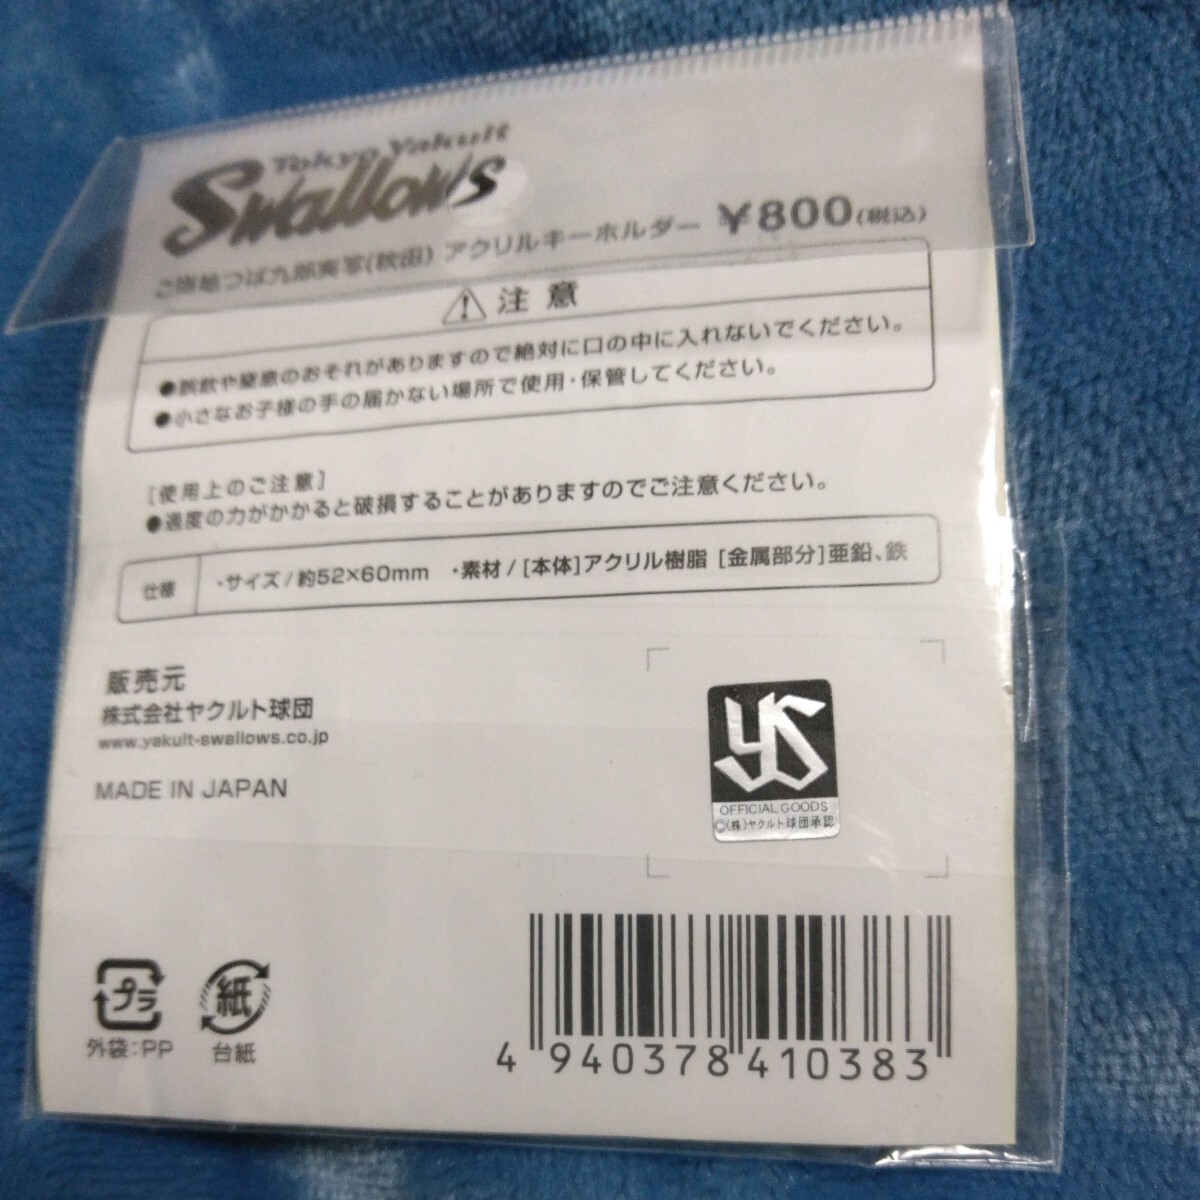 Tokyo Yakult
Swallows
ご当地つば九郎実写(秋田) アクリルキーホルダー ¥800(税込)
注意
●誤飲や窒息のおそれがありますので絶対に口の中に入れないでください。
●小さなお子様の手の届かない場所で使用・保管してください。
[使用上のご注意]
●過度の力がかかると破損することがありますのでご注意ください。
仕様 ・サイズ/約52×60mm ・素材/[本体]アクリル樹脂 [金属部分]亜鉛、鉄
販売元
株式会社ヤクルト球団
www.yakult-swallows.co.jp
MADE IN JAPAN
YS
OFFICIAL GOODS
©(株)ヤクルト球団承認
プラ
外袋:PP
紙
台紙
4 940378 410383